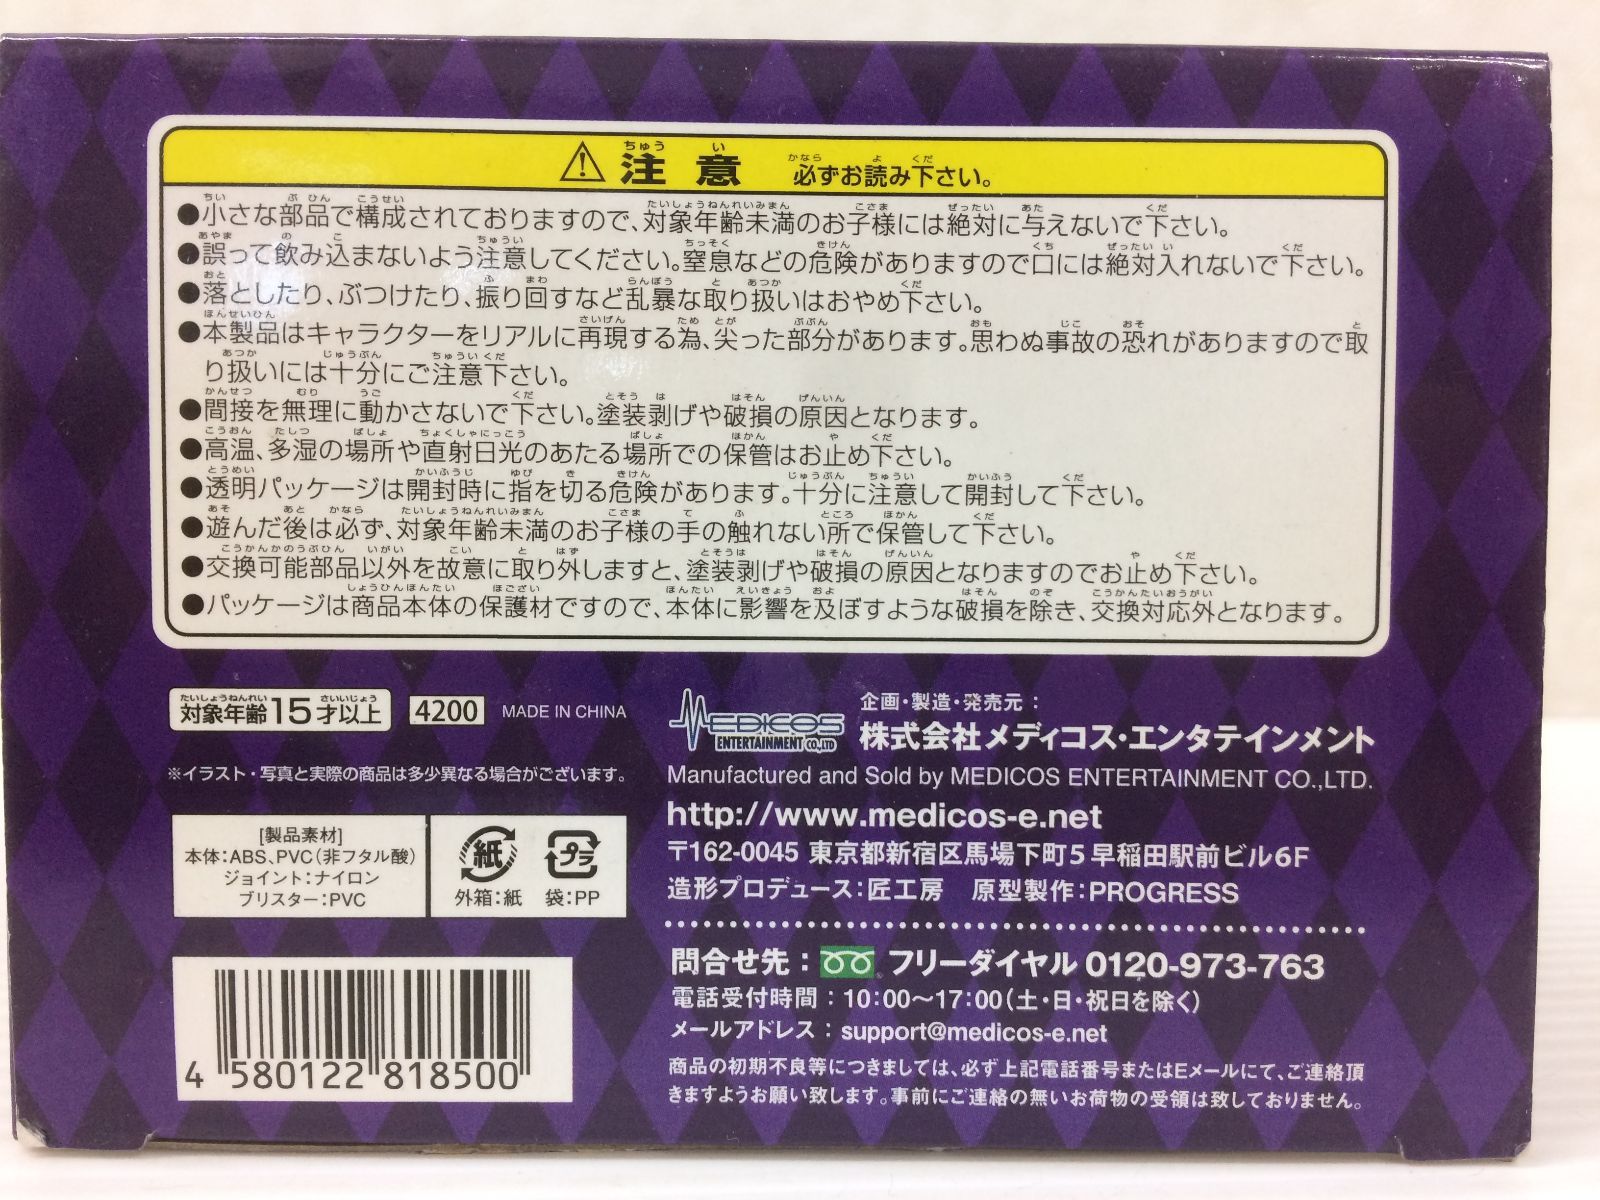 注意 必ずお読み下さい。
●小さな部品で構成されておりますので、対象年齢未満のお子様には絶対に与えないで下さい。
●誤って飲み込まないよう注意してください。窒息などの危険がありますので口には絶対入れないで下さい。
●落としたり、ぶつけたり、振り回すなど乱暴な取り扱いはおやめ下さい。
●本製品はキャラクターをリアルに再現する為、尖った部分があります。思わぬ事故の恐れがありますので取
り扱いには十分にご注意下さい。
●間接を無理に動かさないで下さい。塗装剥げや破損の原因となります。
●高温、多湿の場所や直射日光のあたる場所での保管はお止め下さい。
●透明パッケージは開封時に指を切る危険があります。十分に注意して開封して下さい。
●遊んだ後は必ず、対象年齢未満のお子様の手の触れない所で保管して下さい。
●交換可能部品以外を故意に取り外しますと、塗装剥げや破損の原因となりますのでお止め下さい。
●パッケージは商品本体の保護材ですので、本体に影響を及ぼすような破損を除き、交換対応外となります。
対象年齢15才以上 4200 MADE IN CHINA
※イラスト・写真と実際の商品は多少異なる場合がございます。
[製品素材]
本体:ABS、PVC(非フタル酸)
ジョイント:ナイロン
ブリスター:PVC
紙 プラ
外箱:紙 袋:PP
4 580122 818500
MEDICOS
ENTERTAINMENT CO.,LTD
企画・製造・発売元:
株式会社メディコス・エンタテインメント
Manufactured and Sold by MEDICOS ENTERTAINMENT CO.,LTD.
http://www.medicos-e.net
〒162-0045 東京都新宿区馬場下町5 早稲田駅前ビル6F
造形プロデュース:匠工房 原型製作:PROGRESS
問合せ先: フリーダイヤル 0120-973-763
電話受付時間:10:00〜17:00(土・日・祝日を除く)
メールアドレス:support@medicos-e.net
商品の初期不良等につきましては、必ず上記電話番号またはEメールにて、ご連絡頂
きますようお願い致します。事前にご連絡の無いお荷物の受領は致しておりません。